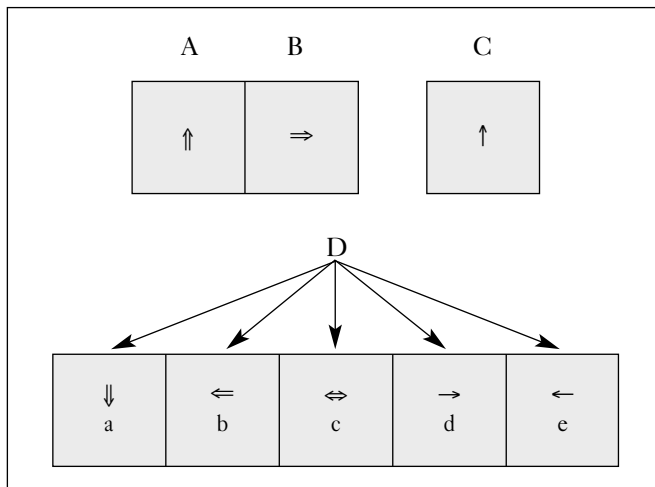 A B C
⇑ ⇒ ↑
D
⇓ ⇐ ⇔ → ←
a b c d e